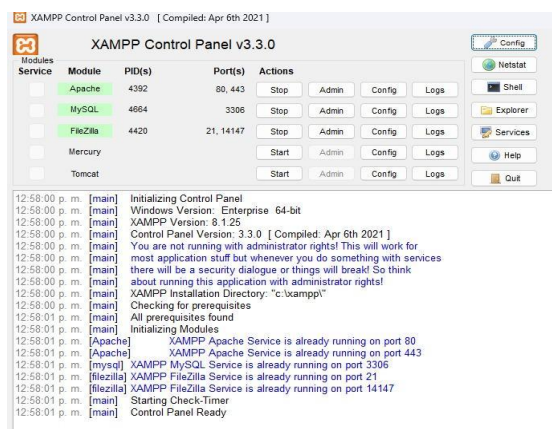 XAMPP Control Panel v3.3.0 [ Compiled: Apr 6th 2021 ]
XAMPP Control Panel v3.3.0
Config
Modules
Service Module PID(s) Port(s) Actions
Netstat
Apache 4392 80, 443 Stop Admin Config Logs
Shell
MySQL 4664 3306 Stop Admin Config Logs
Explorer
FileZilla 4420 21, 14147 Stop Admin Config Logs
Services
Mercury Start Admin Config Logs
Help
Tomcat Start Admin Config Logs
Quit
12:58:00 p. m. [main] Initializing Control Panel
12:58:00 p. m. [main] Windows Version: Enterprise 64-bit
12:58:00 p. m. [main] XAMPP Version: 8.1.25
12:58:00 p. m. [main] Control Panel Version: 3.3.0 [ Compiled: Apr 6th 2021 ]
12:58:00 p. m. [main] You are not running with administrator rights! This will work for
12:58:00 p. m. [main] most application stuff but whenever you do something with services
12:58:00 p. m. [main] there will be a security dialogue or things will break! So think
12:58:00 p. m. [main] about running this application with administrator rights!
12:58:00 p. m. [main] XAMPP Installation Directory: "c:\xampp\"
12:58:00 p. m. [main] Checking for prerequisites
12:58:01 p. m. [main] All prerequisites found
12:58:01 p. m. [main] Initializing Modules
12:58:01 p. m. [Apache] XAMPP Apache Service is already running on port 80
12:58:01 p. m. [Apache] XAMPP Apache Service is already running on port 443
12:58:01 p. m. [mysql] XAMPP MySQL Service is already running on port 3306
12:58:01 p. m. [filezilla] XAMPP FileZilla Service is already running on port 21
12:58:01 p. m. [filezilla] XAMPP FileZilla Service is already running on port 14147
12:58:01 p. m. [main] Starting Check-Timer
12:58:01 p. m. [main] Control Panel Ready